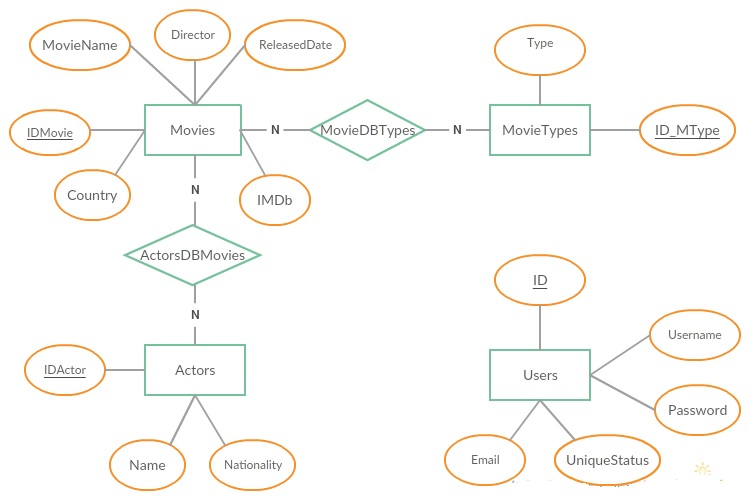 Director
MovieName
ReleasedDate
Type
IDMovie
Movies
N
MovieDBTypes
N
MovieTypes
ID_MType
Country
N
IMDb
ActorsDBMovies
ID
N
Username
IDActor
Actors
Users
Password
Name
Nationality
Email
UniqueStatus